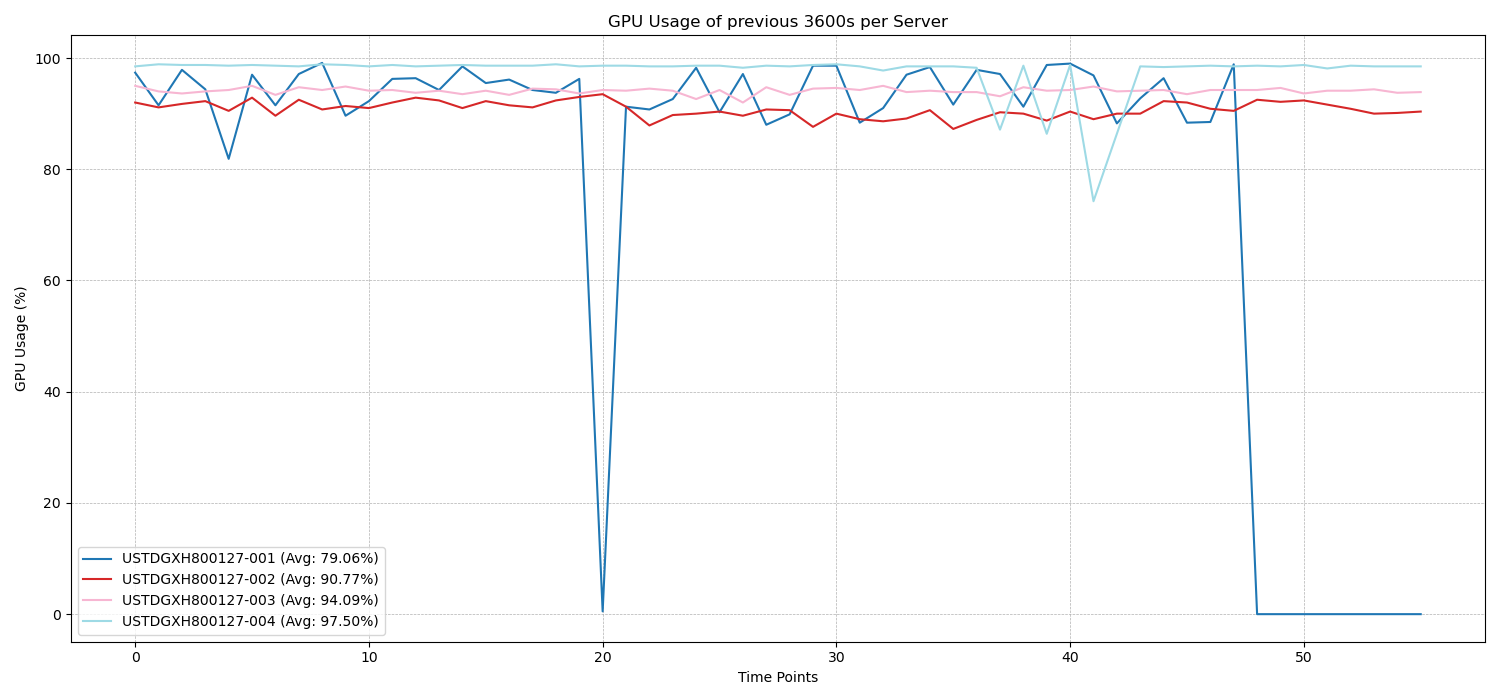 GPU Usage of previous 3600s per Server
GPU Usage (%)
100
80
60
40
20
0
USTDGXH800127-001 (Avg: 79.06%)
USTDGXH800127-002 (Avg: 90.77%)
USTDGXH800127-003 (Avg: 94.09%)
USTDGXH800127-004 (Avg: 97.50%)
0 10 20 30 40 50
Time Points